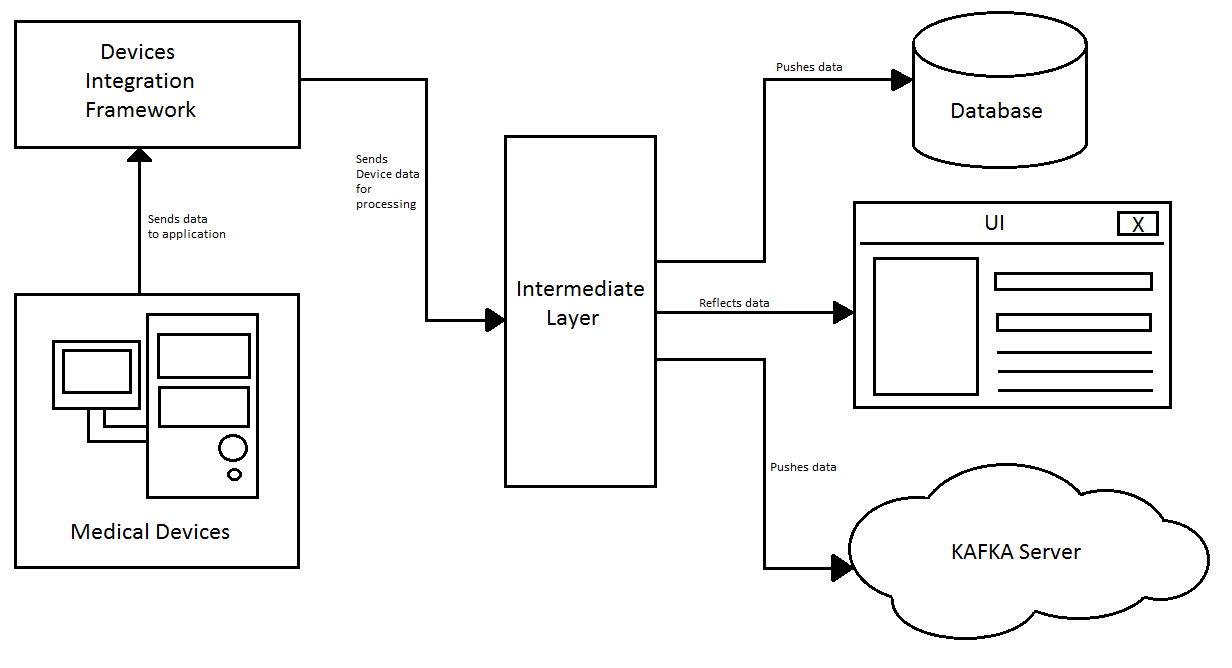 Devices
Integration
Framework
Sends data
to application
Medical Devices
Sends
Device data
for
processing
Intermediate
Layer
Pushes data
Database
Reflects data
UI
X
Pushes data
KAFKA Server